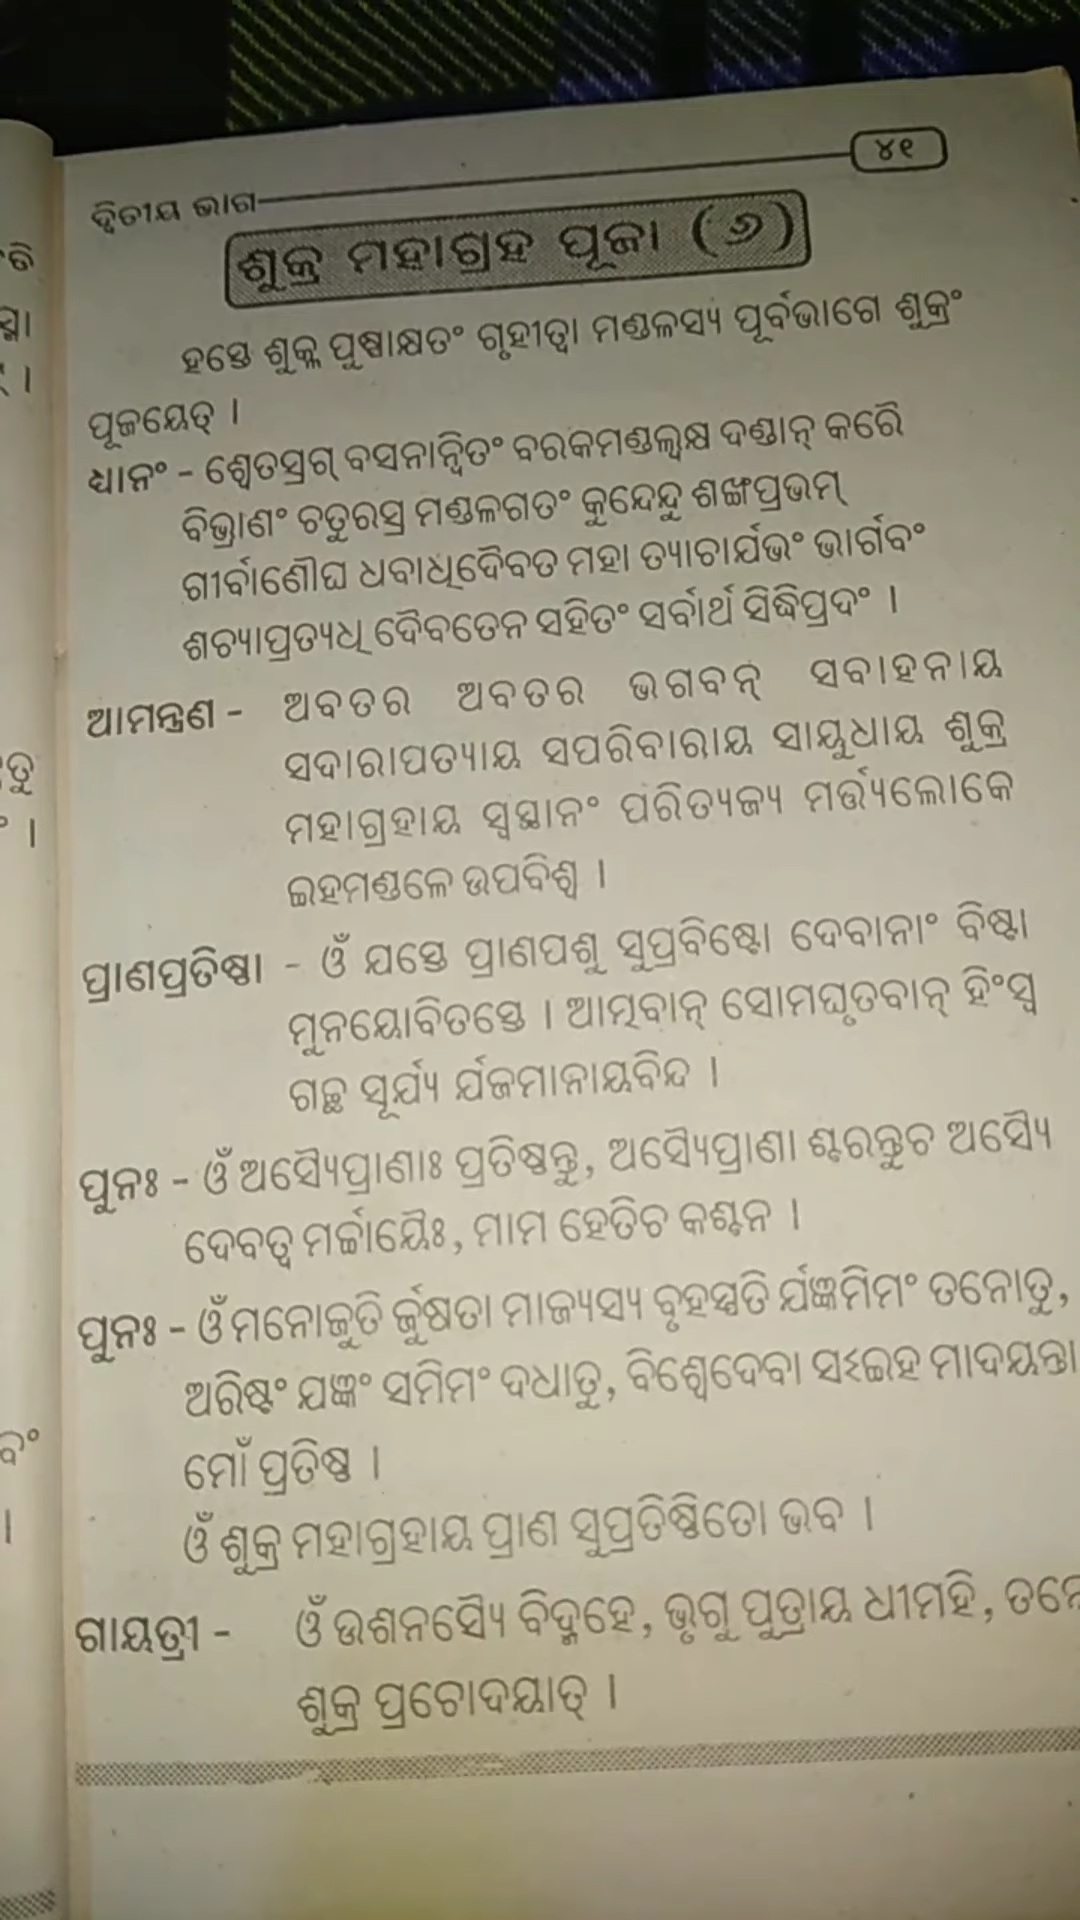 ଦ୍ୱିତୀୟ ଭାଗ
୪୧
ଶୁକ୍ର ମହାଗ୍ରହ ପୂଜା (୬)
ହସ୍ତେ ଶୁକ୍ଳ ପୁଷ୍ପାକ୍ଷତଂ ଗୃହୀତ୍ୱା ମଣ୍ଡଳସ୍ୟ ପୂର୍ବଭାଗେ ଶୁକ୍ରଂ
ପୂଜୟେତ୍ ।
ଧ୍ୟାନଂ - ଶ୍ୱେତସ୍ରଗ୍ ବସନାନ୍ୱିତଂ ବରକମଣ୍ଡଲ୍ୱକ୍ଷ ଦଣ୍ଡାନ୍ କରୈ
ବିଭ୍ରାଣଂ ଚତୁରସ୍ର ମଣ୍ଡଳଗତଂ କୁନ୍ଦେନ୍ଦୁ ଶଙ୍ଖପ୍ରଭମ୍
ଗୀର୍ବାଣୌଘ ଧବାଧିଦୈବତ ମହା ତ୍ୟାଚାର୍ଯଭଂ ଭାର୍ଗବଂ
ଶଚ୍ୟାପ୍ରତ୍ୟଧି ଦୈବତେନ ସହିତଂ ସର୍ବାର୍ଥ ସିଦ୍ଧିପ୍ରଦଂ ।
ଆମନ୍ତ୍ରଣ - ଅବତର ଅବତର ଭଗବନ୍ ସବାହନାୟ
ସଦାରାପତ୍ୟାୟ ସପରିବାରାୟ ସାୟୁଧାୟ ଶୁକ୍ର
ମହାଗ୍ରହାୟ ସ୍ୱସ୍ଥାନଂ ପରିତ୍ୟଜ୍ୟ ମର୍ତ୍ତ୍ୟଲୋକେ
ଇହମଣ୍ଡଳେ ଉପବିଶ୍ୱ ।
ପ୍ରାଣପ୍ରତିଷ୍ଠା - ଓଁ ଯସ୍ତେ ପ୍ରାଣପଶୁ ସୁପ୍ରବିଷ୍ଟୋ ଦେବାନାଂ ବିଷ୍ଟା
ମୁନୟୋବିତସ୍ତେ । ଆତ୍ମବାନ୍ ସୋମଘୃତବାନ୍ ହିଂସ୍ୱ
ଗଚ୍ଛ ସୂର୍ଯ୍ୟ ର୍ଯଜମାନାୟବିନ୍ଦ ।
ପୁନଃ - ଓଁ ଅସ୍ୟୈପ୍ରାଣାଃ ପ୍ରତିଷ୍ଠନ୍ତୁ, ଅସ୍ୟୈପ୍ରାଣା ଶ୍ଚରନ୍ତୁଚ ଅସ୍ୟୈ
ଦେବତ୍ୱ ମର୍ଚ୍ଚାୟୈଃ, ମାମ ହେତିଚ କଶ୍ଚନ ।
ପୁନଃ - ଓଁ ମନୋଜୁତି ର୍ଜୁଷତା ମାଜ୍ୟସ୍ୟ ବୃହସ୍ପତି ର୍ଯଜ୍ଞମିମଂ ତନୋତୁ,
ଅରିଷ୍ଟଂ ଯଜ୍ଞଂ ସମିମଂ ଦଧାତୁ, ବିଶ୍ୱେଦେବା ସଽଇହ ମାଦୟନ୍ତା
ମୋଁ ପ୍ରତିଷ୍ଠ ।
ଓଁ ଶୁକ୍ର ମହାଗ୍ରହାୟ ପ୍ରାଣ ସୁପ୍ରତିଷ୍ଠିତୋ ଭବ ।
ଗାୟତ୍ରୀ - ଓଁ ଉଶନସ୍ୟୈ ବିଦ୍ମହେ, ଭୃଗୁ ପୁତ୍ରାୟ ଧୀମହି,
ଶୁକ୍ର ପ୍ରଚୋଦୟାତ୍ ।